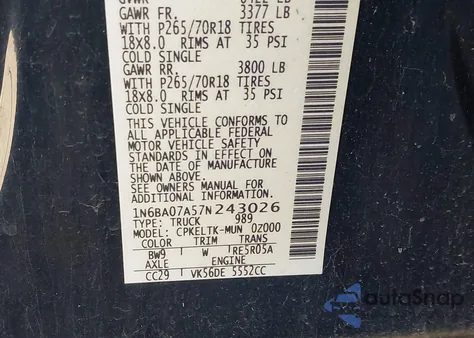 GAWR FR. 3377 LB
WITH P265/70R18 TIRES
18X8.0 RIMS AT 35 PSI
COLD SINGLE
GAWR RR. 3800 LB
WITH P265/70R18 TIRES
18X8.0 RIMS AT 35 PSI
COLD SINGLE
THIS VEHICLE CONFORMS TO
ALL APPLICABLE FEDERAL
MOTOR VEHICLE SAFETY
STANDARDS IN EFFECT ON
THE DATE OF MANUFACTURE
SHOWN ABOVE.
SEE OWNERS MANUAL FOR
ADDITIONAL INFORMATION.
1N6BA07A57N243026
TYPE: TRUCK 989
MODEL: CPKELTK-MUN 0Z000
COLOR TRIM TRANS
BW9 W RE5R05A
AXLE ENGINE
CC29 VK56DE 5552CC
autoSnap